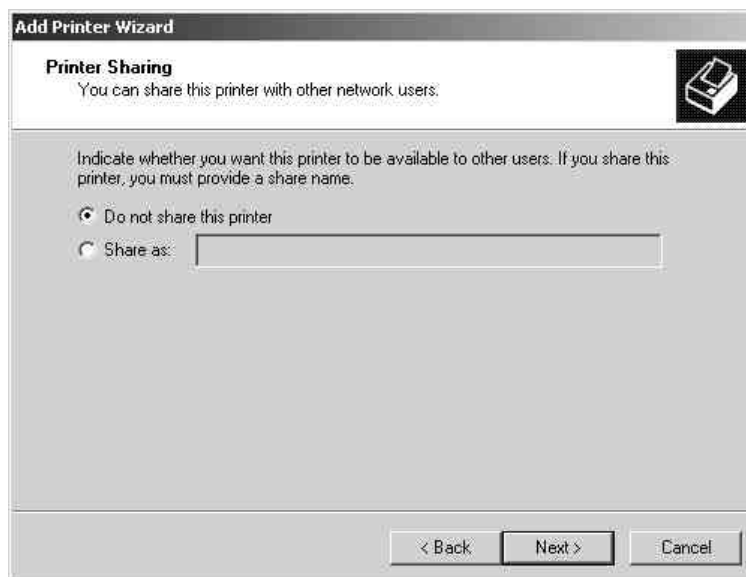 Add Printer Wizard
Printer Sharing
You can share this printer with other network users.
Indicate whether you want this printer to be available to other users. If you share this
printer, you must provide a share name.
Do not share this printer
Share as:
< Back Next > Cancel